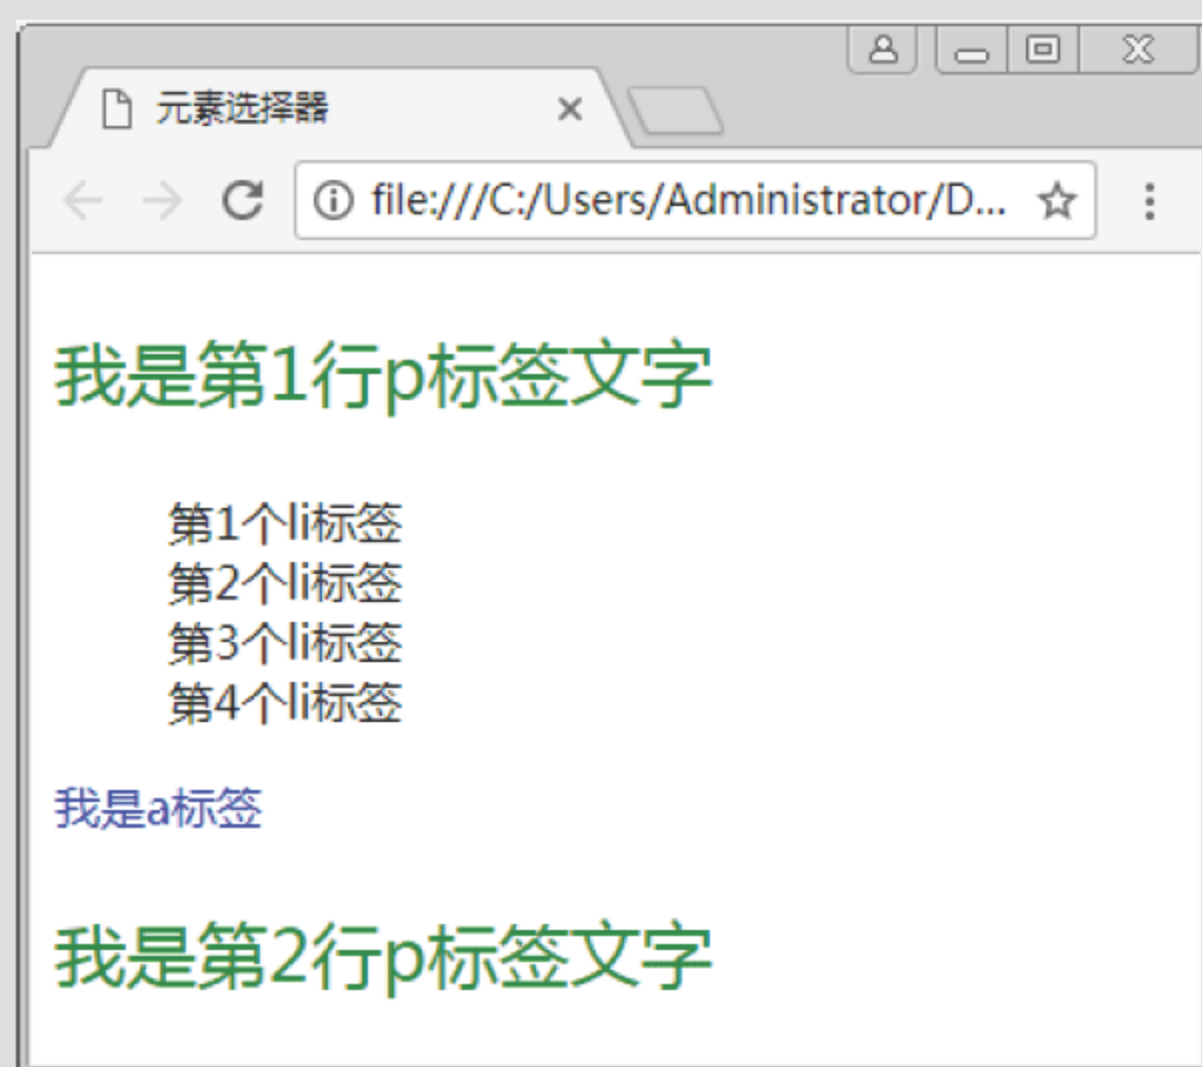 元素选择器
file:///C:/Users/Administrator/D...
我是第1行p标签文字
第1个li标签
第2个li标签
第3个li标签
第4个li标签
我是a标签
我是第2行p标签文字